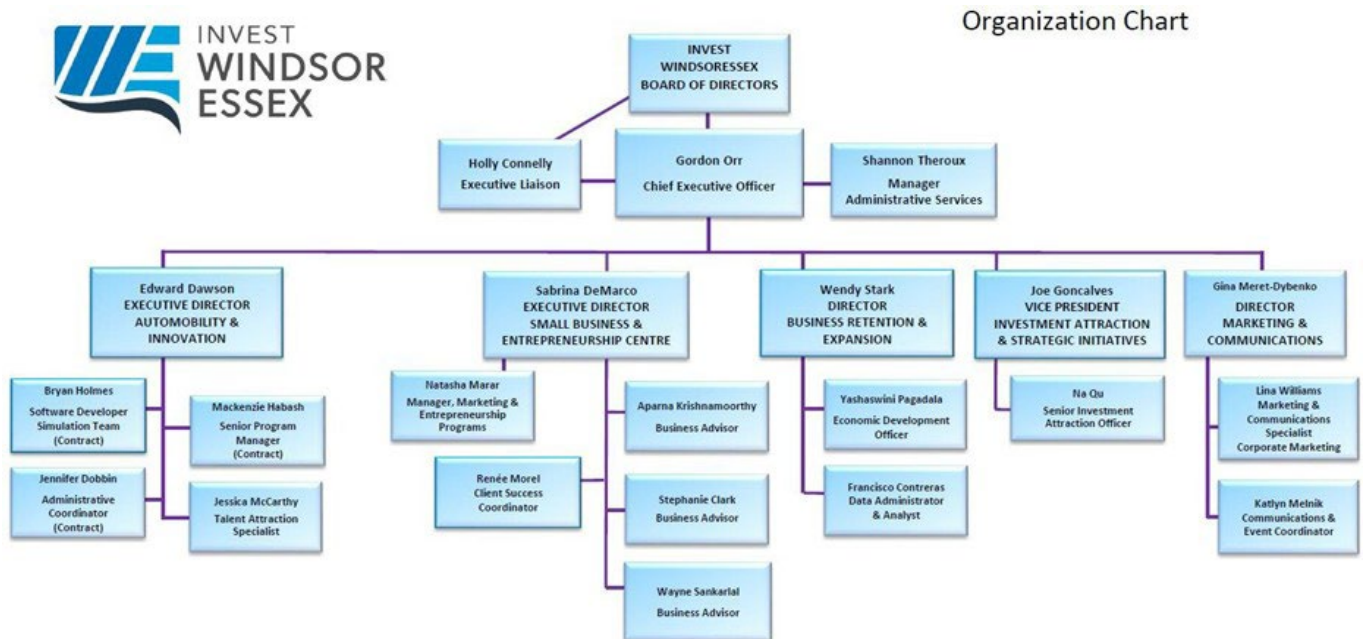 INVEST
WINDSOR
ESSEX
Organization Chart
INVEST
WINDSORESSEX
BOARD OF DIRECTORS
Holly Connelly
Executive Liaison
Gordon Orr
Chief Executive Officer
Shannon Theroux
Manager
Administrative Services
Edward Dawson
EXECUTIVE DIRECTOR
AUTOMOBILITY &
INNOVATION
Sabrina DeMarco
EXECUTIVE DIRECTOR
SMALL BUSINESS &
ENTREPRENEURSHIP CENTRE
Wendy Stark
DIRECTOR
BUSINESS RETENTION &
EXPANSION
Joe Goncalves
VICE PRESIDENT
INVESTMENT ATTRACTION
& STRATEGIC INITIATIVES
Gina Meret-Dybenko
DIRECTOR
MARKETING &
COMMUNICATIONS
Bryan Holmes
Software Developer
Simulation Team
(Contract)
Mackenzie Habash
Senior Program
Manager
(Contract)
Jennifer Dobbin
Administrative
Coordinator
(Contract)
Jessica McCarthy
Talent Attraction
Specialist
Natasha Marar
Manager, Marketing &
Entrepreneurship
Programs
Aparna Krishnamoorthy
Business Advisor
Renée Morel
Client Success
Coordinator
Stephanie Clark
Business Advisor
Wayne Sankarlal
Business Advisor
Yashaswini Pagadala
Economic Development
Officer
Francisco Contreras
Data Administrator
& Analyst
Na Qu
Senior Investment
Attraction Officer
Lina Williams
Marketing &
Communications
Specialist
Corporate Marketing
Katlyn Melnik
Communications &
Event Coordinator